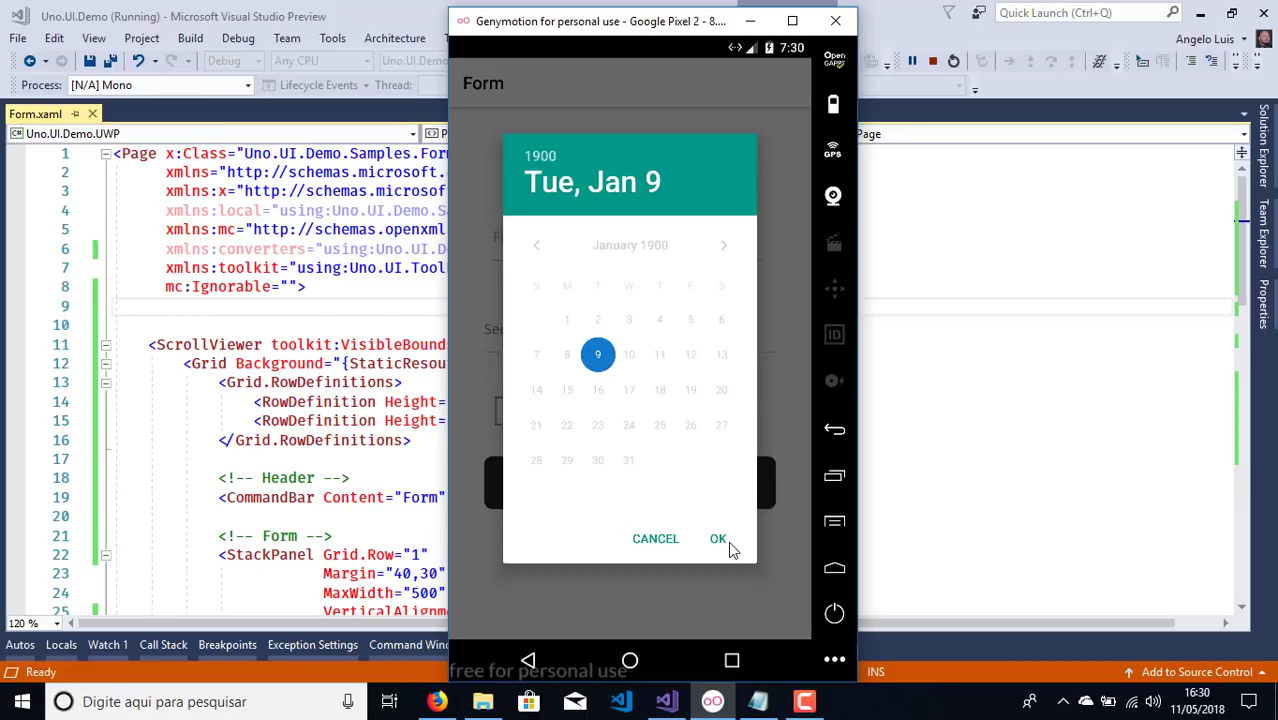 Uno.UI.Demo (Running) - Microsoft Visual Studio Preview
Quick Launch (Ctrl+Q)
File Edit View Project Build Debug Team Tools Architecture
Angelo Luis
Debug Any CPU Uno.UI.Demo
Process: [N/A] Mono Lifecycle Events Thread:
Form.xaml
Uno.UI.Demo.UWP
Page
1 <Page x:Class="Uno.UI.Demo.Samples.For
2 xmlns="http://schemas.microsoft.
3 xmlns:x="http://schemas.microsof
4 xmlns:local="using:Uno.UI.Demo.S
5 xmlns:mc="http://schemas.openxml
6 xmlns:converters="using:Uno.UI.D
7 xmlns:toolkit="using:Uno.UI.Tool
8 mc:Ignorable="">
9
10
11 <ScrollViewer toolkit:VisibleBound
12 <Grid Background="{StaticResou
13 <Grid.RowDefinitions>
14 <RowDefinition Height=
15 <RowDefinition Height=
16 </Grid.RowDefinitions>
17
18 <!-- Header -->
19 <CommandBar Content="Form"
20
21 <!-- Form -->
22 <StackPanel Grid.Row="1"
23 Margin="40,30"
24 MaxWidth="500"
25 VerticalAlignm
120 %
Autos Locals Watch 1 Call Stack Breakpoints Exception Settings Command Win
Ready
INS
Add to Source Control
Solution Explorer
Team Explorer
Properties
Genymotion for personal use - Google Pixel 2 - 8....
7:30
Form
1900
Tue, Jan 9
January 1900
S M T W T F S
1 2 3 4 5 6
7 8 9 10 11 12 13
14 15 16 17 18 19 20
21 22 23 24 25 26 27
28 29 30 31
CANCEL OK
free for personal use
Open
GAPPS
GPS
ID
Digite aqui para pesquisar
16:30
11/05/2018